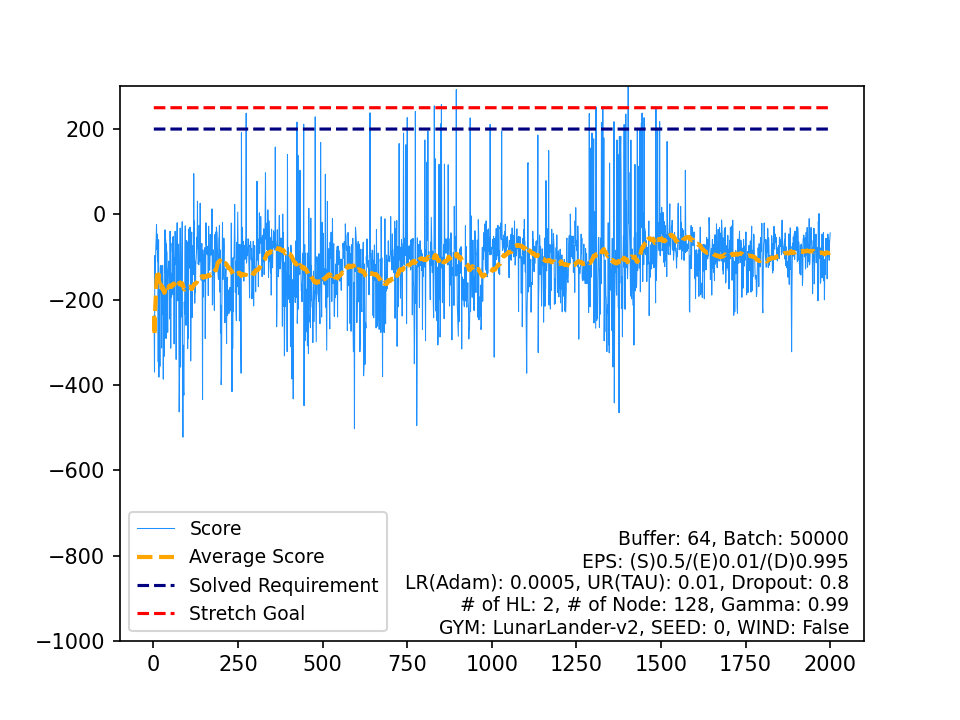 200
0
−200
−400
−600
−800
−1000
0 250 500 750 1000 1250 1500 1750 2000
Score
Average Score
Solved Requirement
Stretch Goal
Buffer: 64, Batch: 50000
EPS: (S)0.5/(E)0.01/(D)0.995
LR(Adam): 0.0005, UR(TAU): 0.01, Dropout: 0.8
# of HL: 2, # of Node: 128, Gamma: 0.99
GYM: LunarLander-v2, SEED: 0, WIND: False